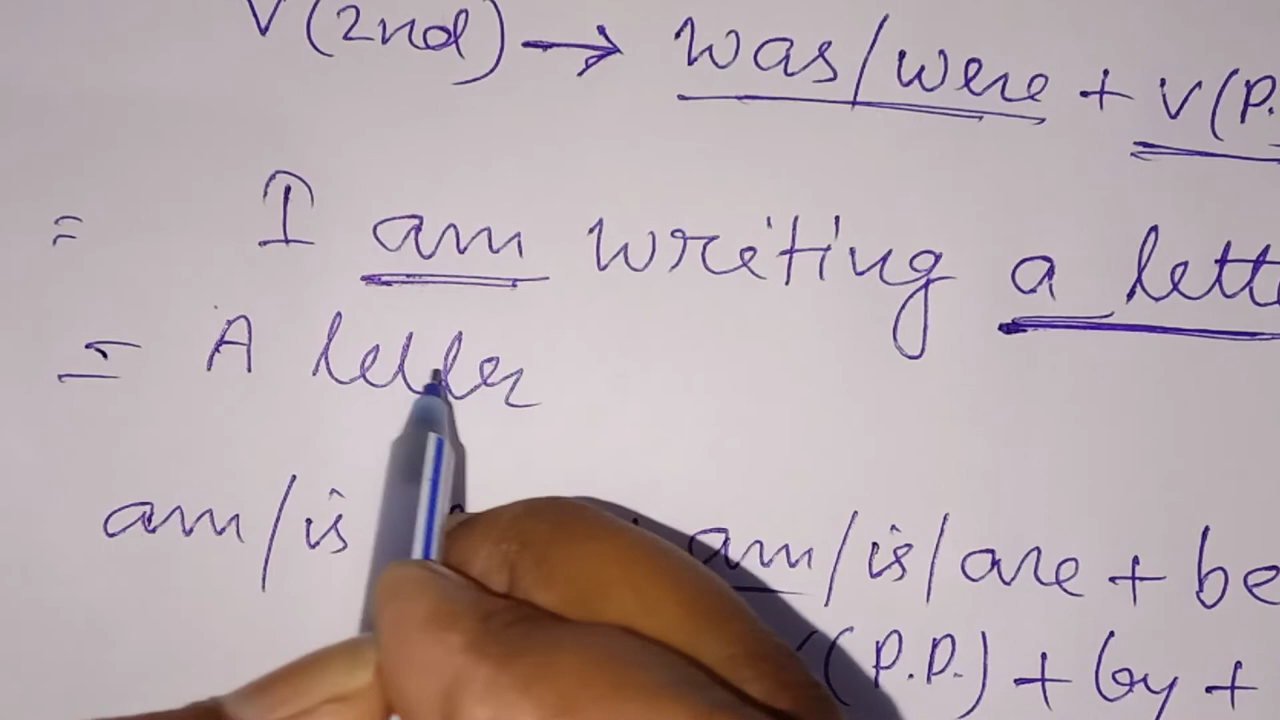 V(2nd) → was/were + V(P.
= I am writing a lett
= A letter
am/is am/is/are + be
(P.P.) + by +